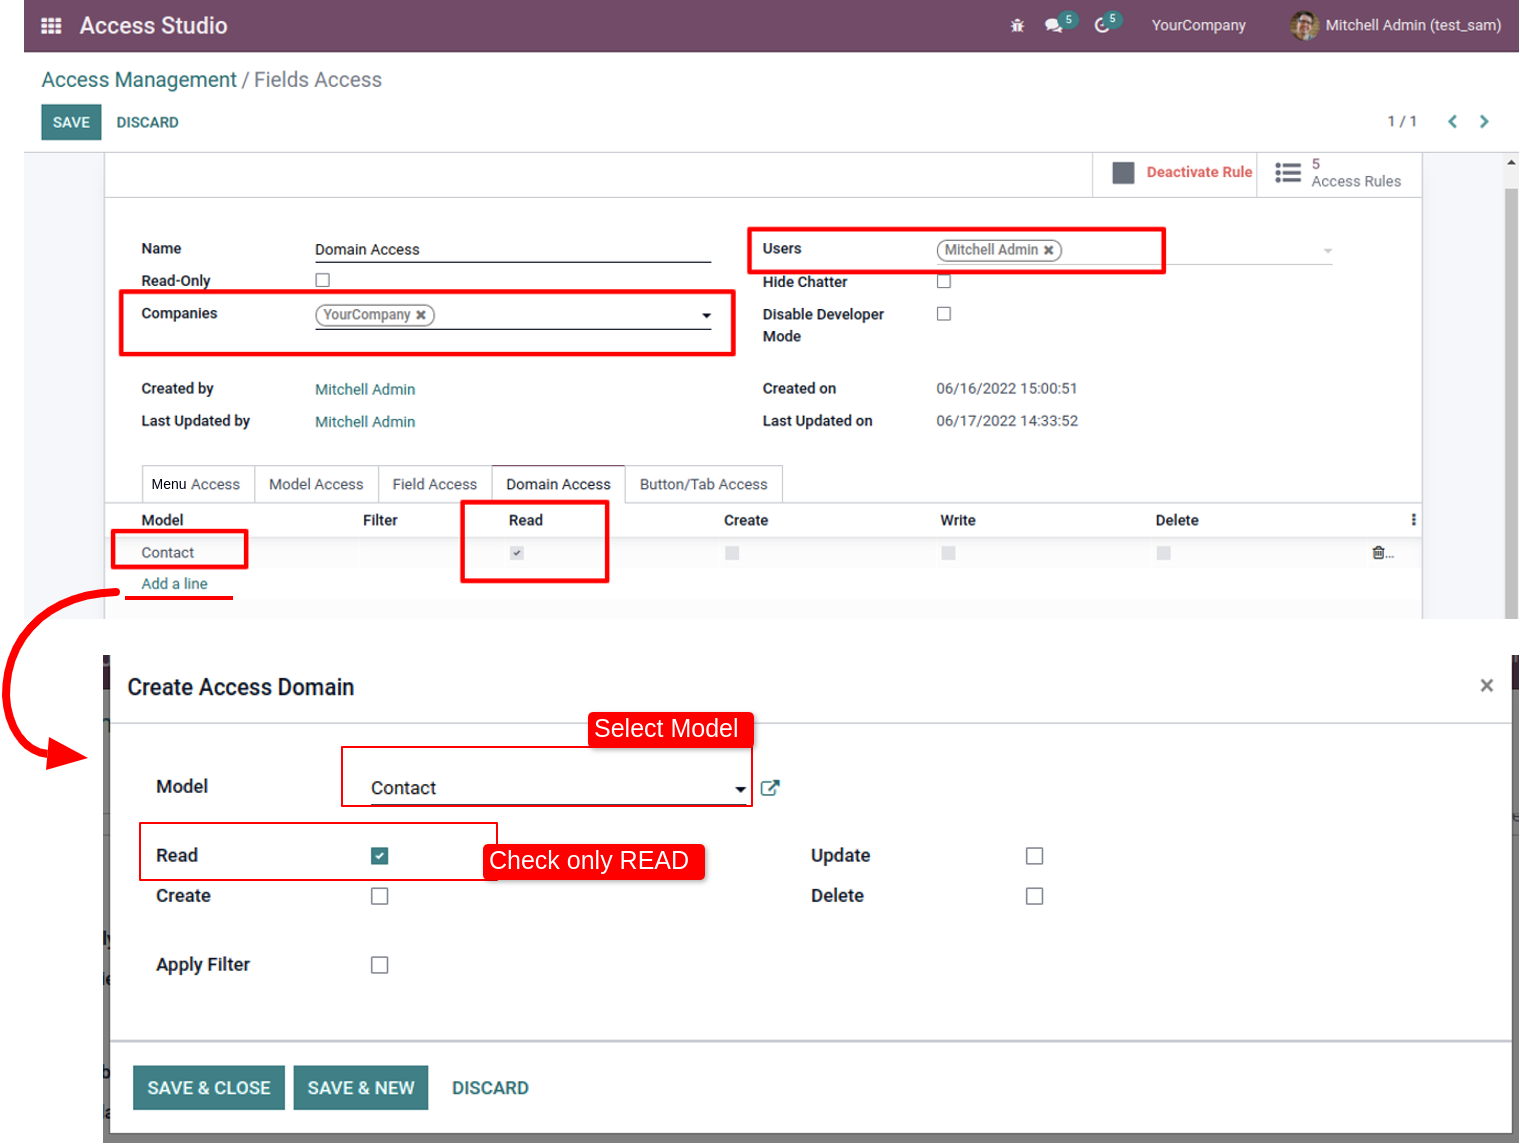 Access Studio 5 5 YourCompany Mitchell Admin (test_sam)
Access Management / Fields Access
SAVE DISCARD 1 / 1
Deactivate Rule 5 Access Rules
Name Domain Access Users Mitchell Admin ✖
Read-Only Hide Chatter
Companies YourCompany ✖ Disable Developer Mode
Created by Mitchell Admin Created on 06/16/2022 15:00:51
Last Updated by Mitchell Admin Last Updated on 06/17/2022 14:33:52
Menu Access Model Access Field Access Domain Access Button/Tab Access
Model Filter Read Create Write Delete
Contact ...
Add a line
Create Access Domain ×
Select Model
Model Contact
Read Check only READ Update
Create Delete
Apply Filter
SAVE & CLOSE SAVE & NEW DISCARD